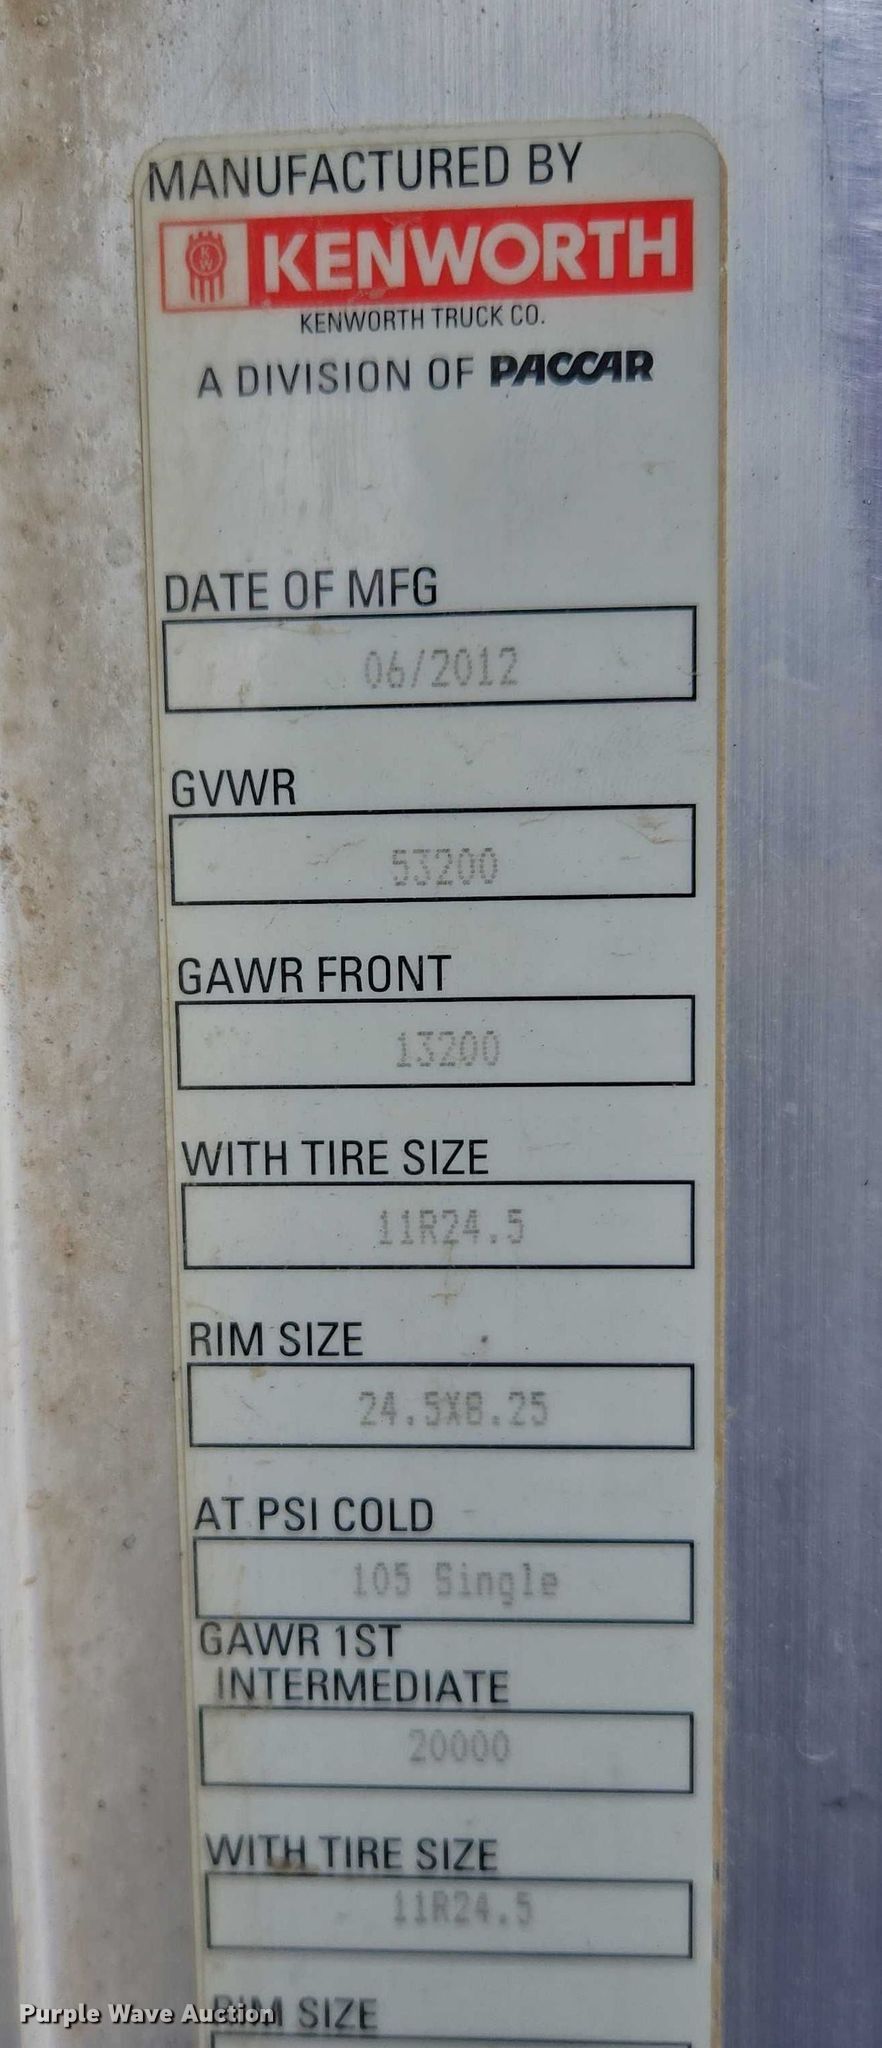 MANUFACTURED BY
KW KENWORTH
KENWORTH TRUCK CO.
A DIVISION OF PACCAR
DATE OF MFG
06/2012
GVWR
53200
GAWR FRONT
13200
WITH TIRE SIZE
11R24.5
RIM SIZE
24.5X8.25
AT PSI COLD
105 Single
GAWR 1ST
INTERMEDIATE
20000
WITH TIRE SIZE
11R24.5
RIM SIZE
Purple Wave Auction